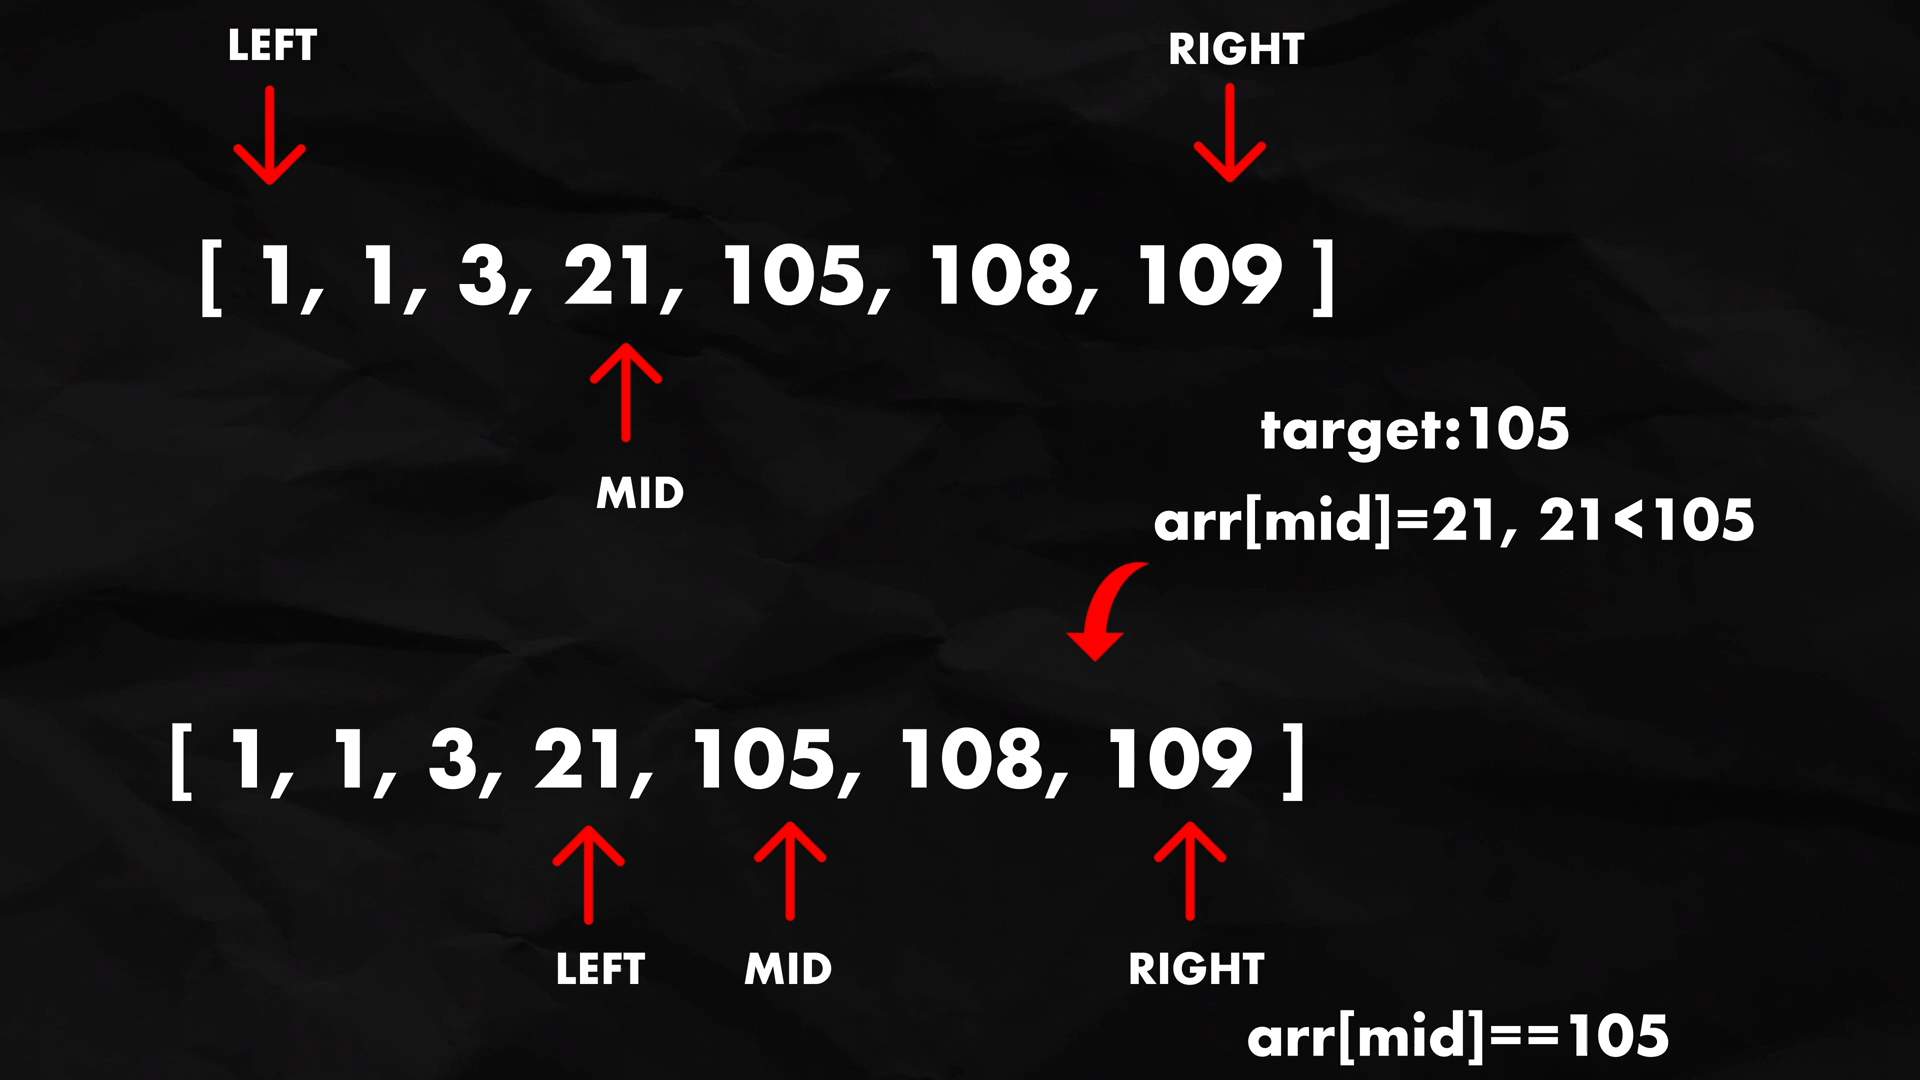 LEFT RIGHT
[ 1, 1, 3, 21, 105, 108, 109 ]
MID
target:105
arr[mid]=21, 21<105
[ 1, 1, 3, 21, 105, 108, 109 ]
LEFT MID RIGHT
arr[mid]==105